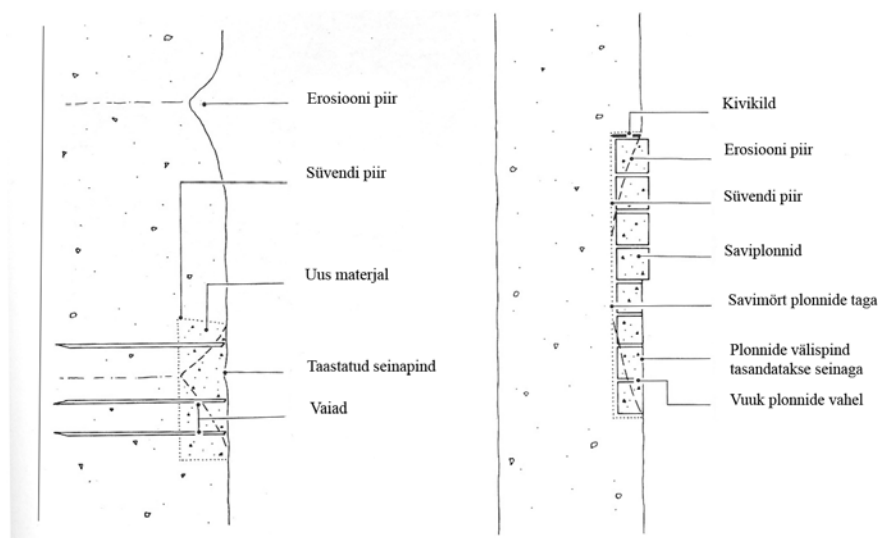 Erosiooni piir
Süvendi piir
Uus materjal
Taastatud seinapind
Vaiad
Kivikild
Erosiooni piir
Süvendi piir
Saviplonnid
Savimört plonnide taga
Plonnide välispind
tasandatakse seinaga
Vuuk plonnide vahel